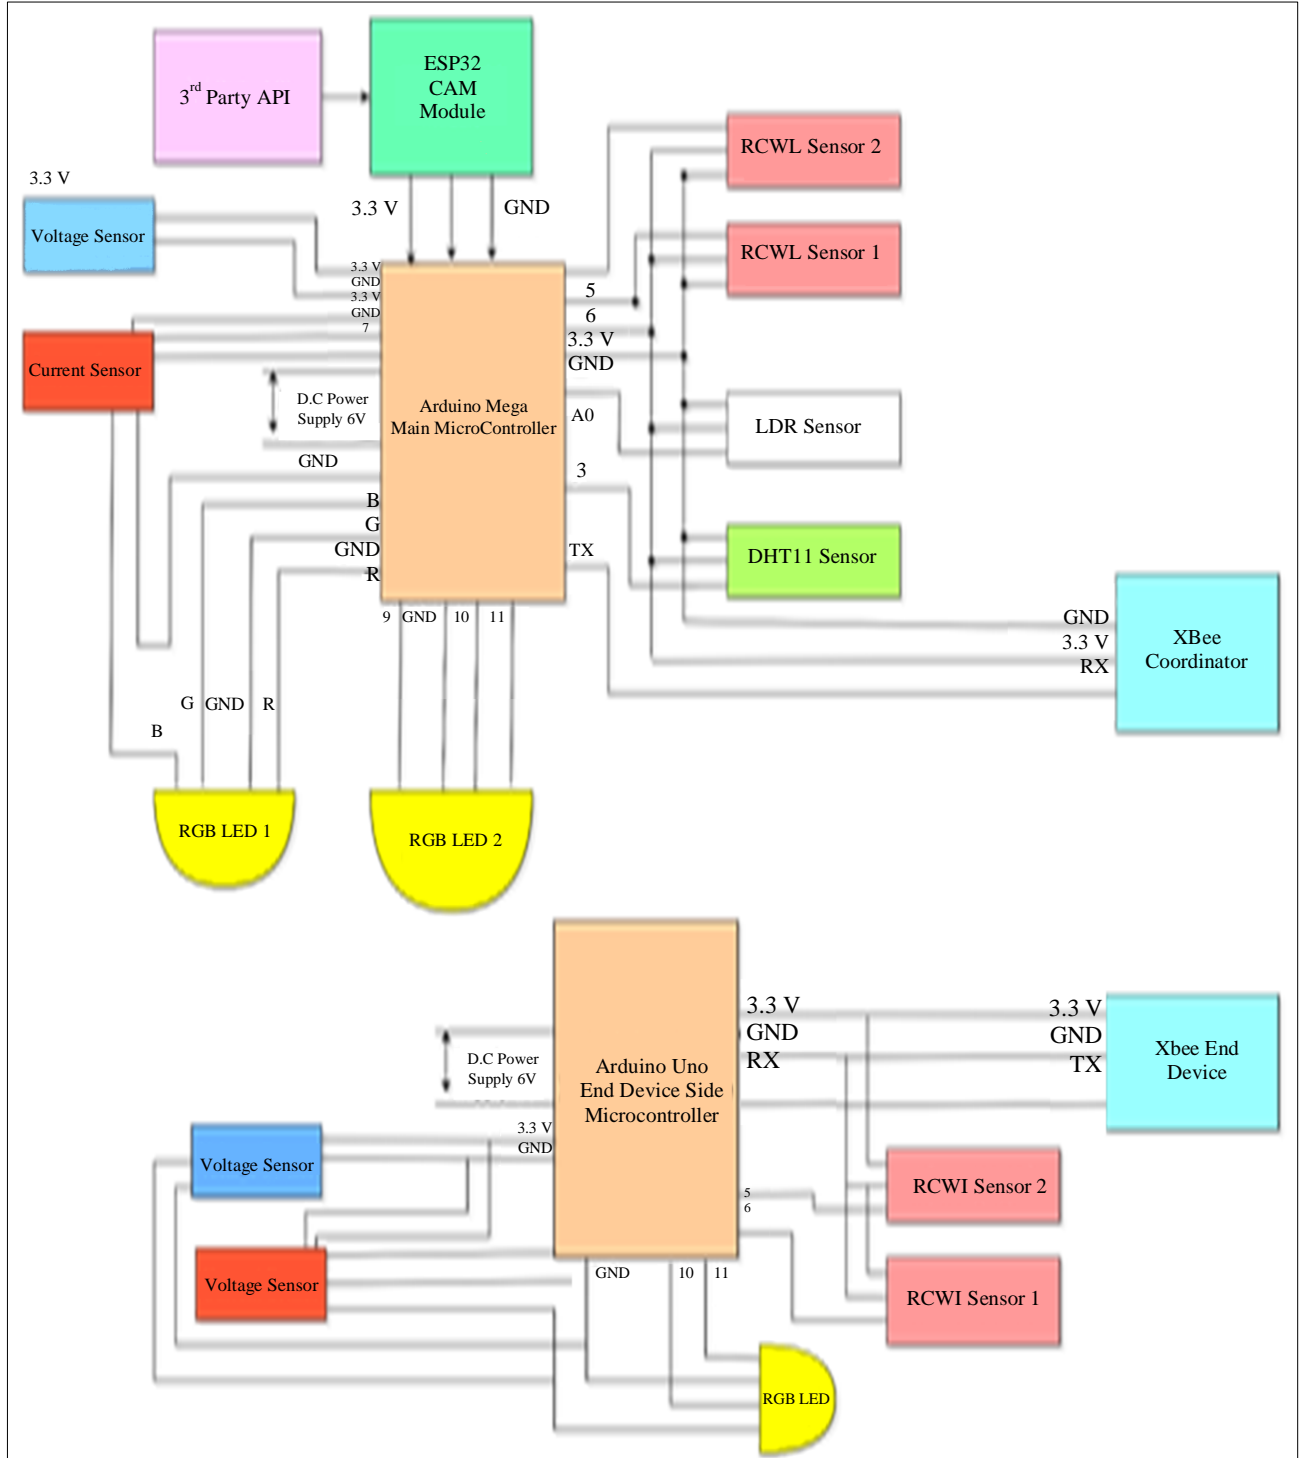 3rd Party API
ESP32
CAM
Module
3.3 V
Voltage Sensor
3.3 V
GND
RCWL Sensor 2
RCWL Sensor 1
3.3 V
GND
3.3 V
GND
7
5
6
3.3 V
GND
Current Sensor
D.C Power
Supply 6V
Arduino Mega
Main MicroController
A0
LDR Sensor
GND
3
B
G
GND
R
TX
DHT11 Sensor
9
GND
10
11
GND
3.3 V
RX
XBee
Coordinator
G
GND
R
B
RGB LED 1
RGB LED 2
3.3 V
GND
RX
3.3 V
GND
TX
Xbee End
Device
D.C Power
Supply 6V
Arduino Uno
End Device Side
Microcontroller
3.3 V
GND
Voltage Sensor
5
6
RCWI Sensor 2
Voltage Sensor
GND
10
11
RCWI Sensor 1
RGB LED